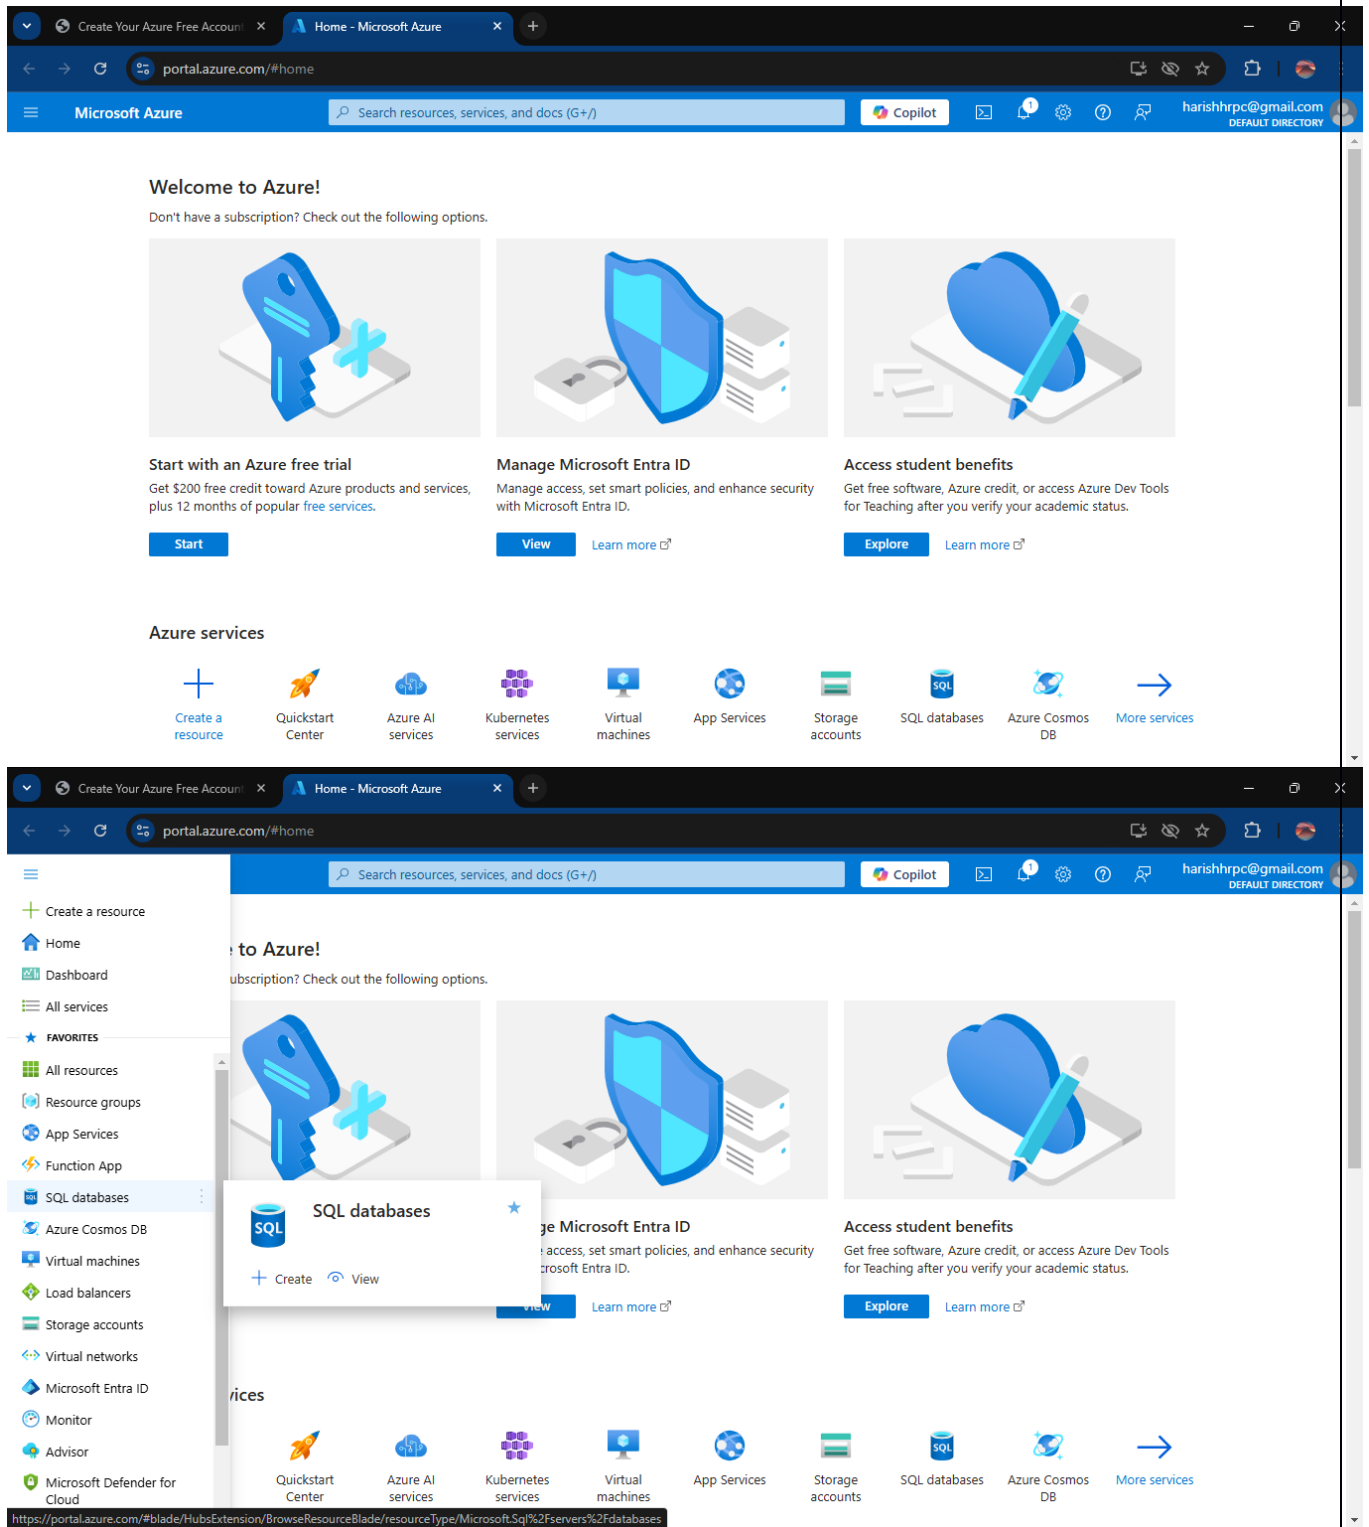 Create Your Azure Free Account
Home - Microsoft Azure
portal.azure.com/#home
Microsoft Azure
Search resources, services, and docs (G+/)
Copilot
1
harishhrpc@gmail.com
DEFAULT DIRECTORY
Welcome to Azure!
Don't have a subscription? Check out the following options.
Start with an Azure free trial
Get $200 free credit toward Azure products and services,
plus 12 months of popular free services.
Start
Manage Microsoft Entra ID
Manage access, set smart policies, and enhance security
with Microsoft Entra ID.
View
Learn more
Access student benefits
Get free software, Azure credit, or access Azure Dev Tools
for Teaching after you verify your academic status.
Explore
Learn more
Azure services
Create a
resource
Quickstart
Center
Azure AI
services
Kubernetes
services
Virtual
machines
App Services
Storage
accounts
SQL
SQL databases
Azure Cosmos
DB
More services
Create Your Azure Free Account
Home - Microsoft Azure
portal.azure.com/#home
Search resources, services, and docs (G+/)
Copilot
1
harishhrpc@gmail.com
DEFAULT DIRECTORY
Create a resource
Home
Dashboard
All services
FAVORITES
All resources
Resource groups
App Services
Function App
SQL databases
Azure Cosmos DB
Virtual machines
Load balancers
Storage accounts
Virtual networks
Microsoft Entra ID
Monitor
Advisor
Microsoft Defender for
Cloud
to Azure!
ubscription? Check out the following options.
SQL
SQL databases
Create
View
ge Microsoft Entra ID
access, set smart policies, and enhance security
crosoft Entra ID.
View
Learn more
Access student benefits
Get free software, Azure credit, or access Azure Dev Tools
for Teaching after you verify your academic status.
Explore
Learn more
vices
Quickstart
Center
Azure AI
services
Kubernetes
services
Virtual
machines
App Services
Storage
accounts
SQL
SQL databases
Azure Cosmos
DB
More services
https://portal.azure.com/#blade/HubsExtension/BrowseResourceBlade/resourceType/Microsoft.Sql%2Fservers%2Fdatabases